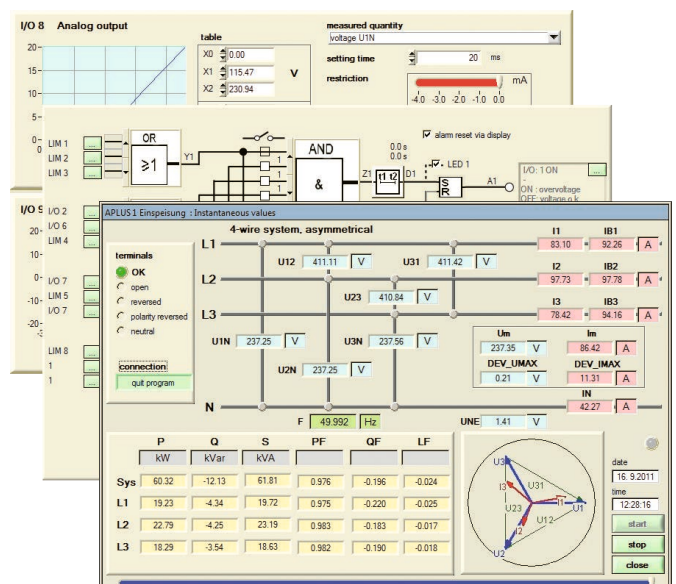 I/O 8 Analog output
table
measured quantity
voltage U1N
X0 0.00
X1 115.47 V
X2 230.94
setting time 20 ms
restriction
mA
-4.0 -3.0 -2.0 -1.0 0.0
20
15
10
5
0
0
LIM 1 ...
LIM 2 ...
LIM 3 ...
OR
≥1
Y1
1
1
1
AND
&
Z1
0.0 s
0.0 s
t1 t2
D1
alarm reset via display
LED 1
S
R
A1
I/O: 1 ON ...
-
ON : overvoltage
OFF: voltage o.k
I/O 9
20
10
0
-10
-20
I/O 2 ...
I/O 6 ...
LIM 4 ...
I/O 7 ...
LIM 5 ...
I/O 7 ...
LIM 8 ...
1 ...
1 ...
APLUS 1 Einspeisung : Instantaneous values
4-wire system, asymmetrical
terminals
OK
open
reversed
polarity reversed
neutral
connection
quit program
L1
L2
L3
N
U12 411.11 V
U31 411.42 V
U23 410.84 V
U1N 237.25 V
U3N 237.56 V
U2N 237.25 V
I1 IB1
83.10 92.26 A
I2 IB2
97.73 97.78 A
I3 IB3
78.42 94.16 A
Um Im
237.35 V 86.42 A
DEV_UMAX DEV_IMAX
0.21 V 11.31 A
IN
42.27 A
F 49.992 Hz
UNE 1.41 V
P Q S PF QF LF
kW kVar kVA
Sys 60.32 -12.13 61.81 0.976 -0.196 -0.024
L1 19.23 -4.34 19.72 0.975 -0.220 -0.025
L2 22.79 -4.25 23.19 0.983 -0.183 -0.017
L3 18.29 -3.54 18.63 0.982 -0.190 -0.018
U3
I3
U31
I1
U23
U1
U12
I2
U2
date
16. 9.2011
time
12:28:16
start
stop
close